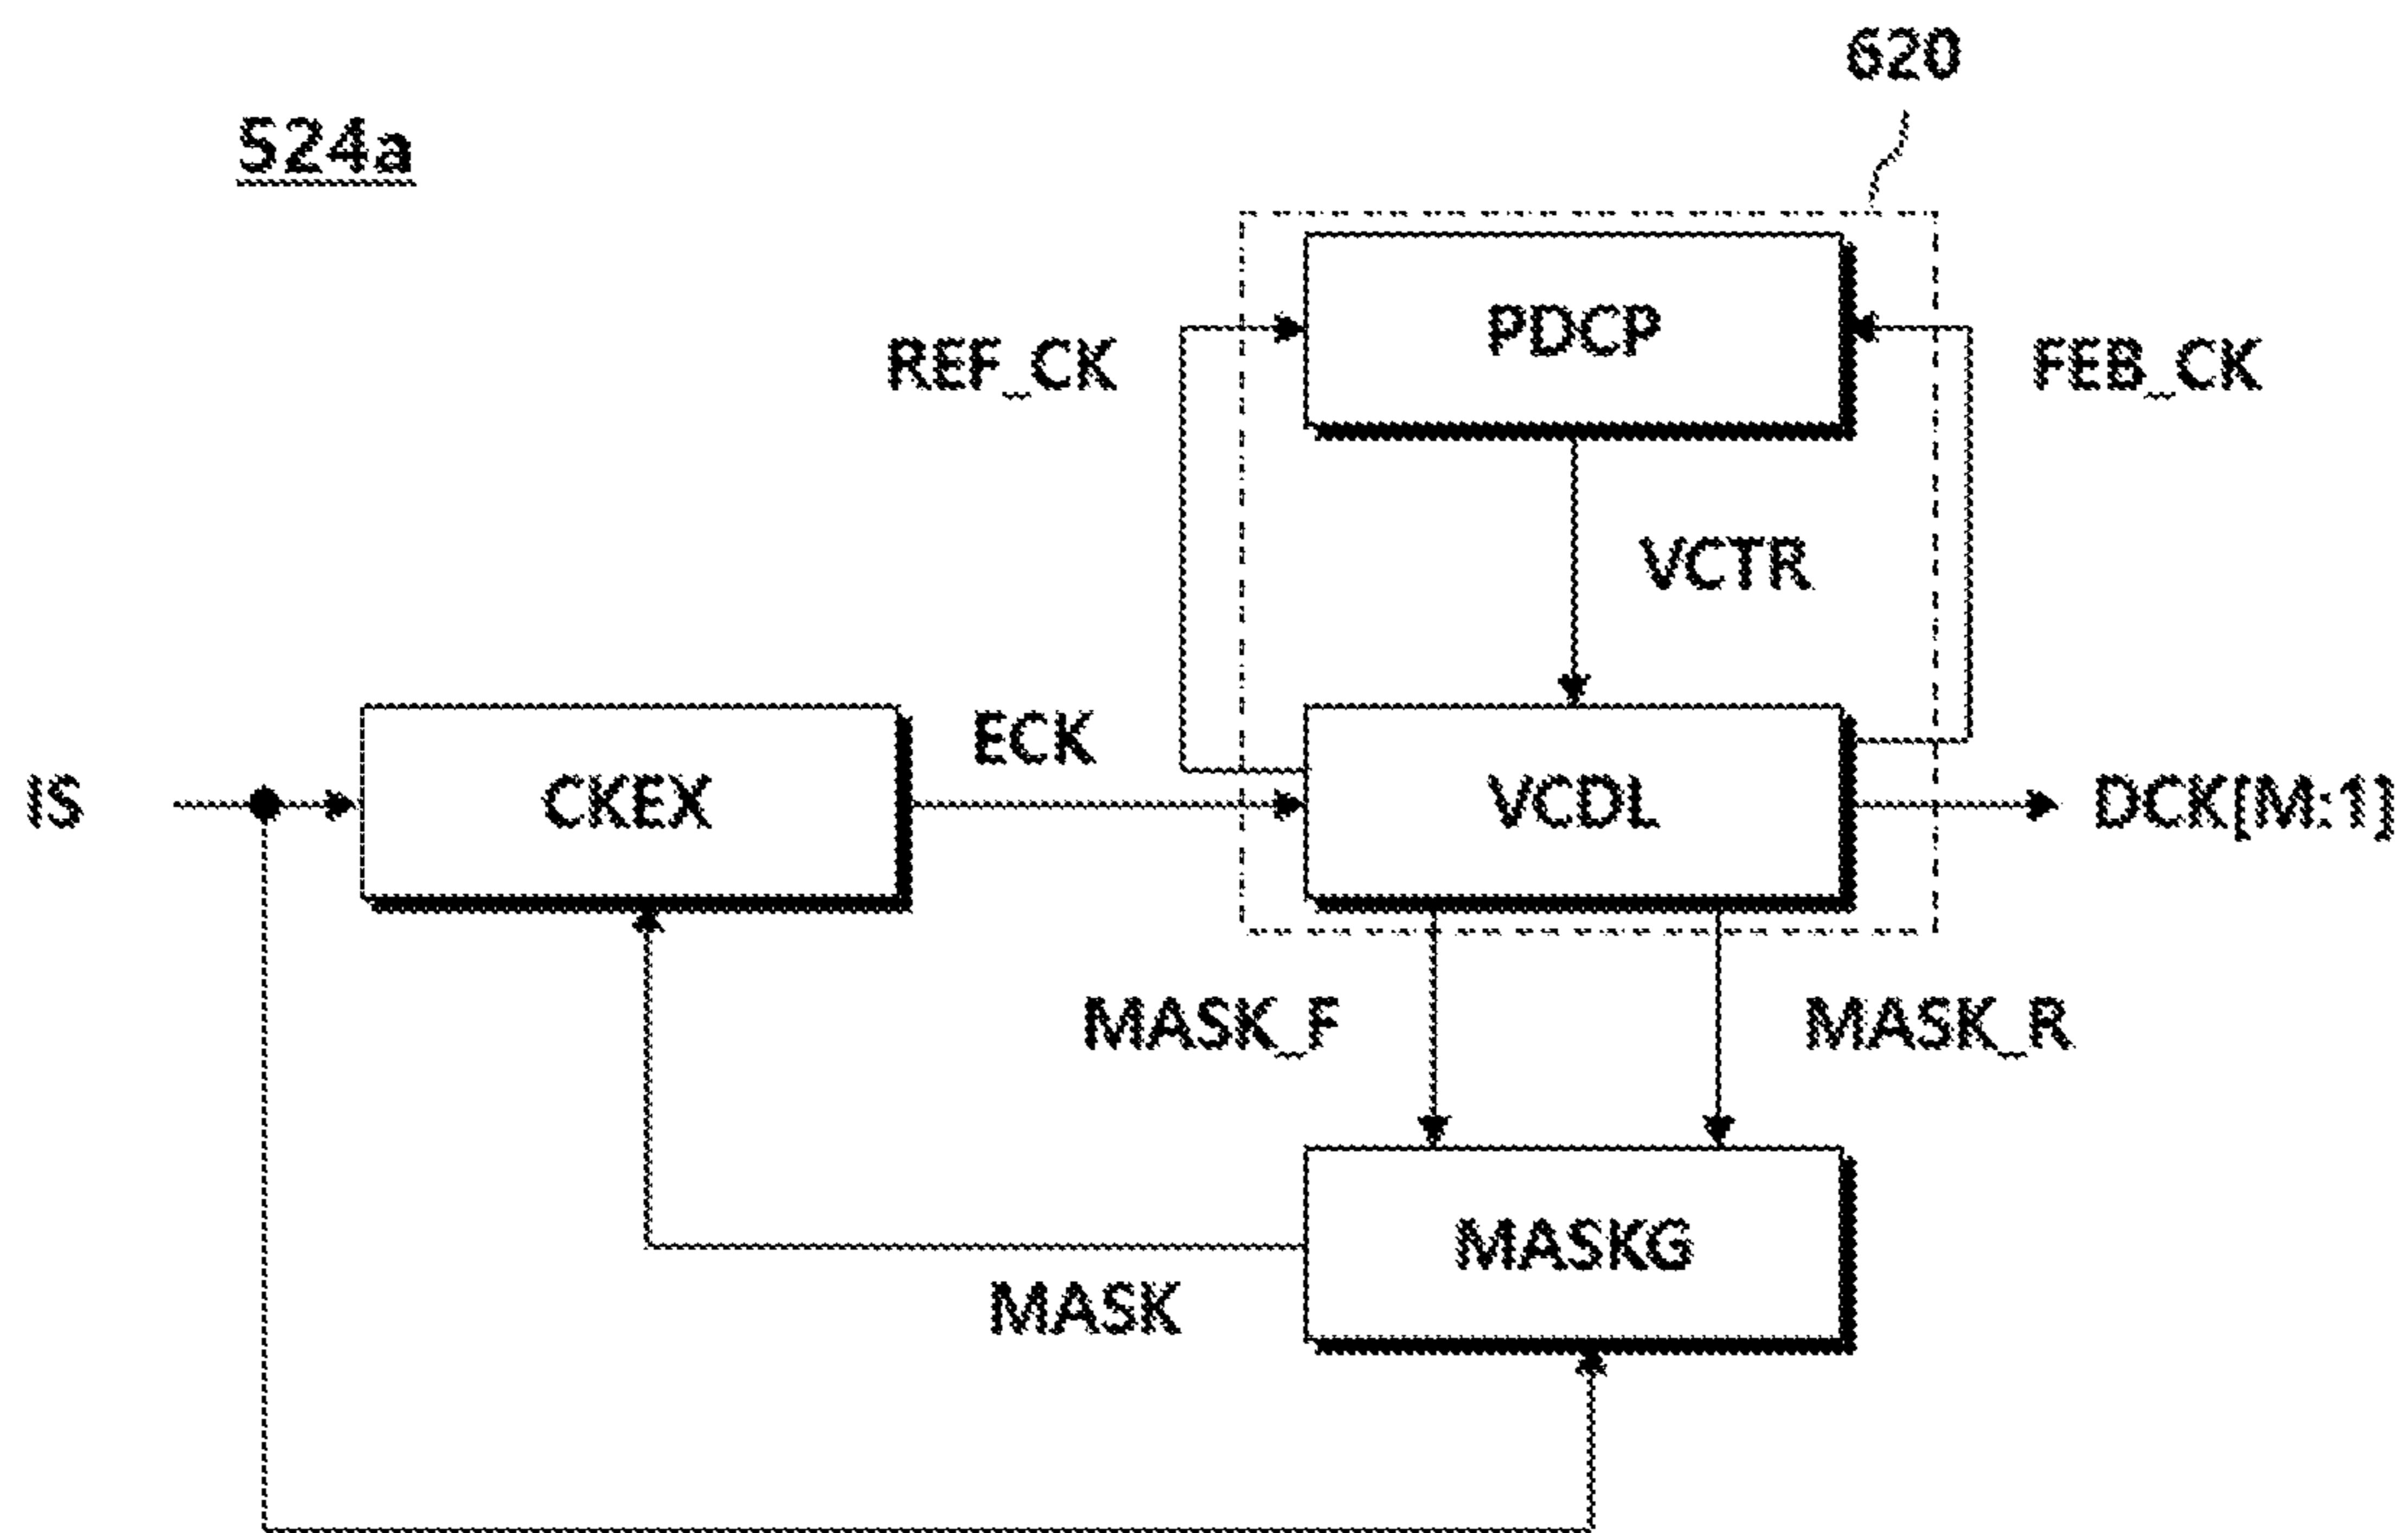 620
524a
PDCP
REF_CK
FEB_CK
VCTR
ECK
IS
CKEX
VCDL
DCK[M:1]
MASK_F
MASK_R
MASKG
MASK